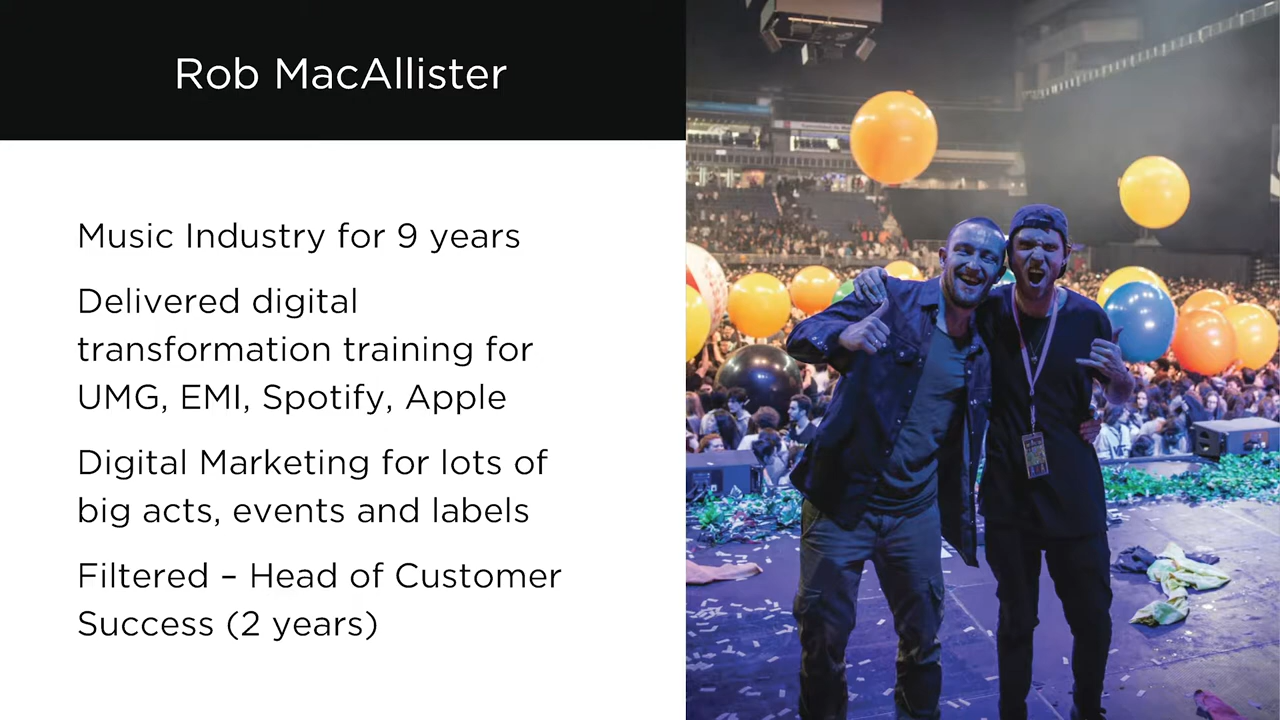 Rob MacAllister
Music Industry for 9 years
Delivered digital
transformation training for
UMG, EMI, Spotify, Apple
Digital Marketing for lots of
big acts, events and labels
Filtered – Head of Customer
Success (2 years)